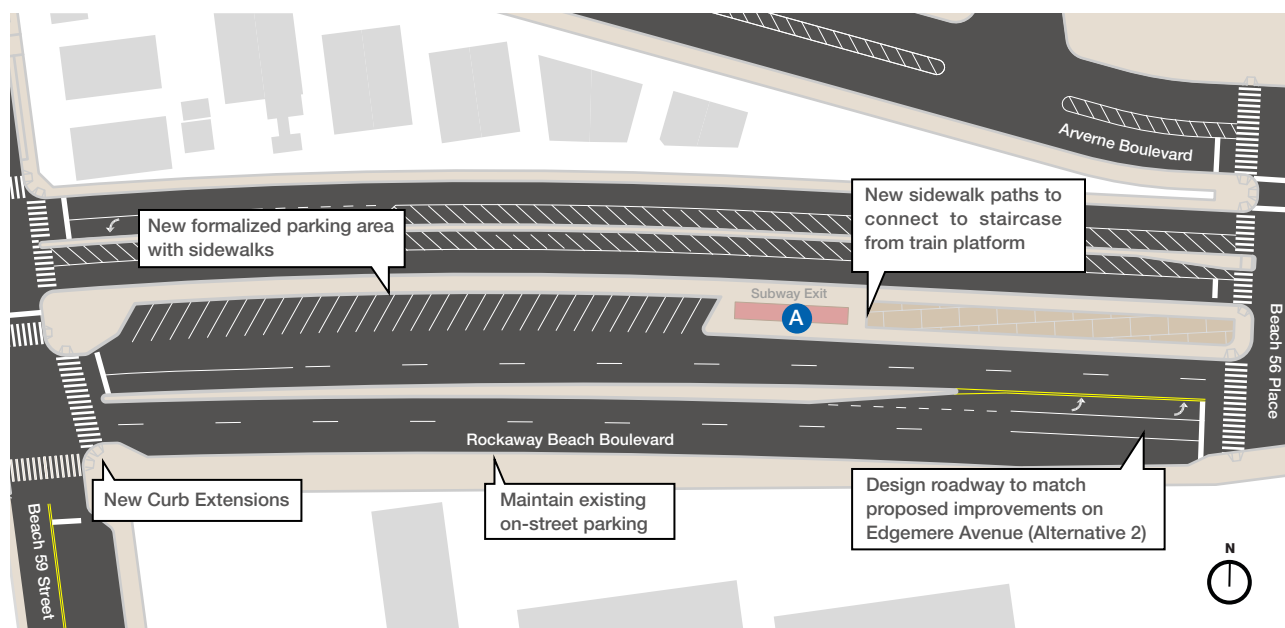 Arverne Boulevard
New formalized parking area
with sidewalks
New sidewalk paths to
connect to staircase
from train platform
Subway Exit
A
Beach 56 Place
Rockaway Beach Boulevard
New Curb Extensions
Maintain existing
on-street parking
Design roadway to match
proposed improvements on
Edgemere Avenue (Alternative 2)
Beach 59 Street
N